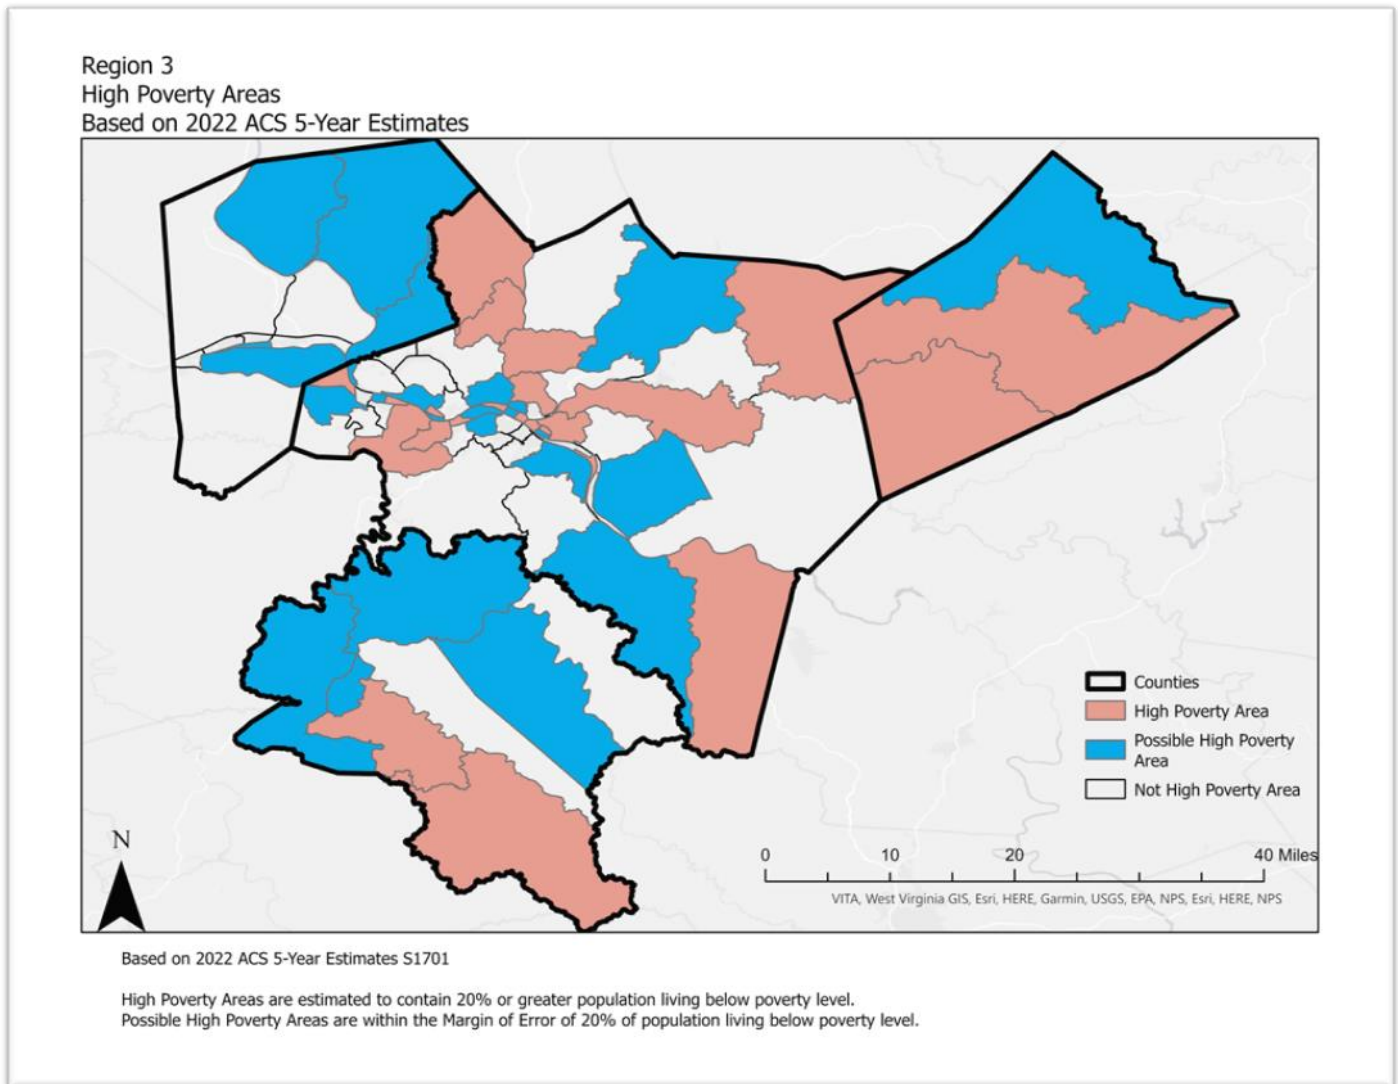 Region 3
High Poverty Areas
Based on 2022 ACS 5-Year Estimates
Counties
High Poverty Area
Possible High Poverty
Area
Not High Poverty Area
N
0 10 20 40 Miles
VITA, West Virginia GIS, Esri, HERE, Garmin, USGS, EPA, NPS, Esri, HERE, NPS
Based on 2022 ACS 5-Year Estimates S1701
High Poverty Areas are estimated to contain 20% or greater population living below poverty level.
Possible High Poverty Areas are within the Margin of Error of 20% of population living below poverty level.